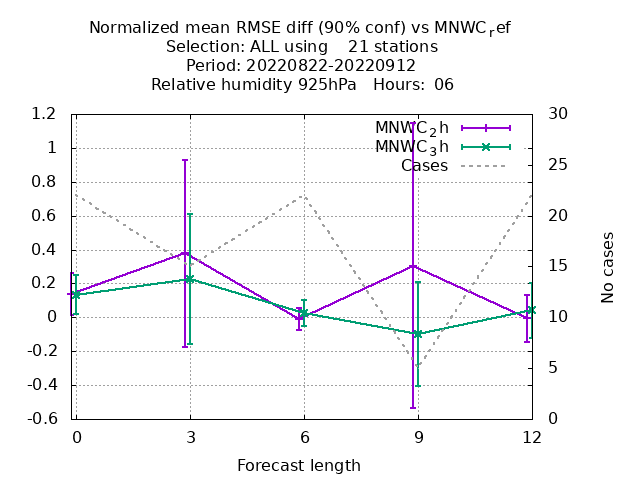 Normalized mean RMSE diff (90% conf) vs MNWC_ref
Selection: ALL using    21 stations
Period: 20220822-20220912
Relative humidity 925hPa   Hours:  06
MNWC_2h
MNWC_3h
Cases
1.2
1
0.8
0.6
0.4
0.2
0
-0.2
-0.4
-0.6
30
25
20
15
10
5
0
No cases
0 3 6 9 12
Forecast length